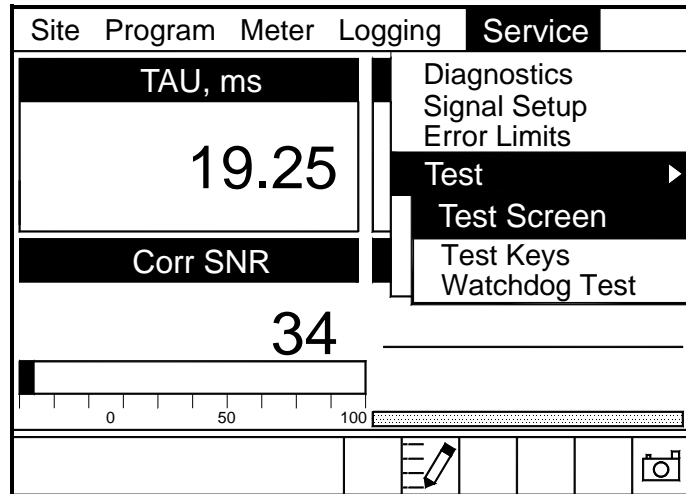 Site Program Meter Logging Service
TAU, ms
19.25
Diagnostics
Signal Setup
Error Limits
Test
Test Screen
Test Keys
Watchdog Test
Corr SNR
34
0 50 100